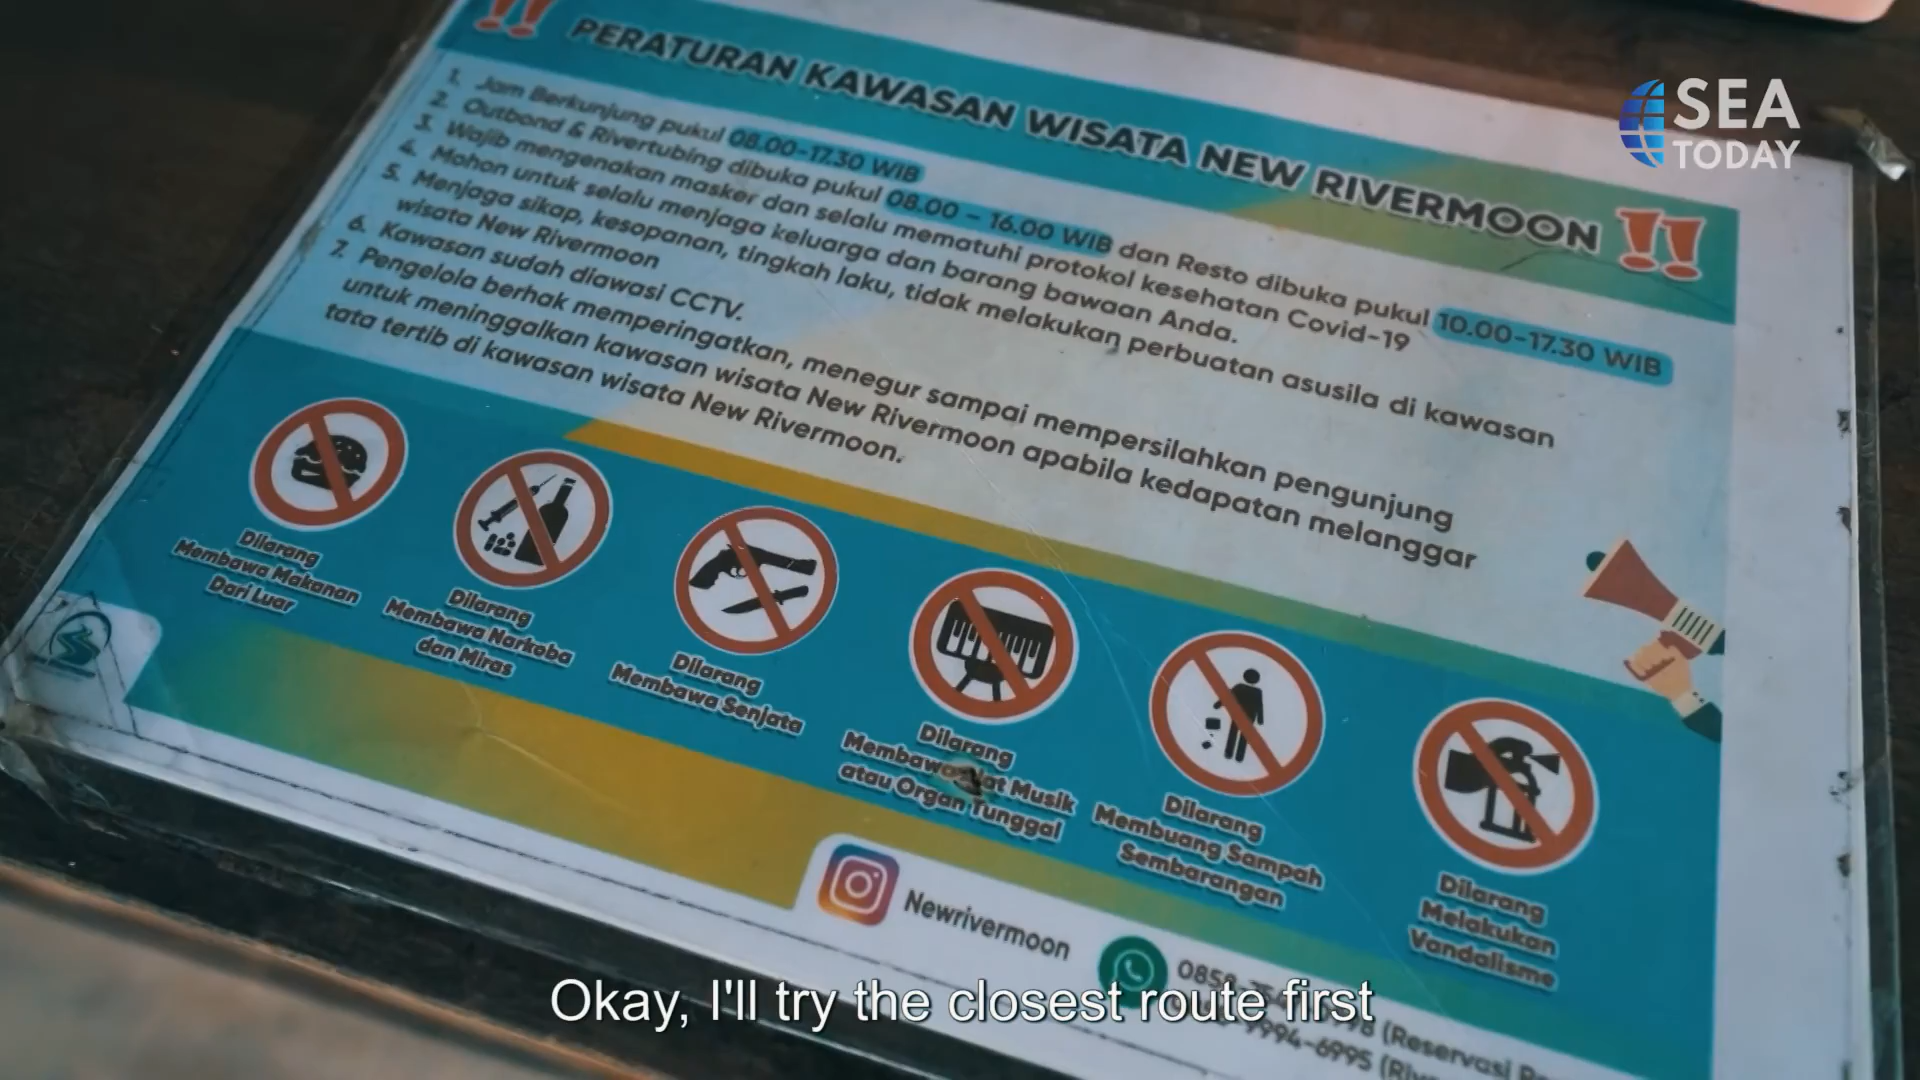 !! PERATURAN KAWASAN WISATA NEW RIVERMOON !!
SEA
TODAY
1. Jam Berkunjung pukul 08.00-17.30 WIB
2. Outbond & Rivertubing dibuka pukul 08.00 - 16.00 WIB dan Resto dibuka pukul 10.00-17.30 WIB
3. Wajib mengenakan masker dan selalu mematuhi protokol kesehatan Covid-19
4. Mohon untuk selalu menjaga keluarga dan barang bawaan Anda.
5. Menjaga sikap, kesopanan, tingkah laku, tidak melakukan perbuatan asusila di kawasan
wisata New Rivermoon
6. Kawasan sudah diawasi CCTV.
7. Pengelola berhak memperingatkan, menegur sampai mempersilahkan pengunjung
untuk meninggalkan kawasan wisata New Rivermoon apabila kedapatan melanggar
tata tertib di kawasan wisata New Rivermoon.
Dilarang
Membawa Makanan
Dari Luar
Dilarang
Membawa Narkoba
dan Miras
Dilarang
Membawa Senjata
Dilarang
Membawa Alat Musik
atau Organ Tunggal
Dilarang
Membuang Sampah
Sembarangan
Dilarang
Melakukan
Vandalisme
Newrivermoon
(Reservasi
9994-6995
Okay, I'll try the closest route first